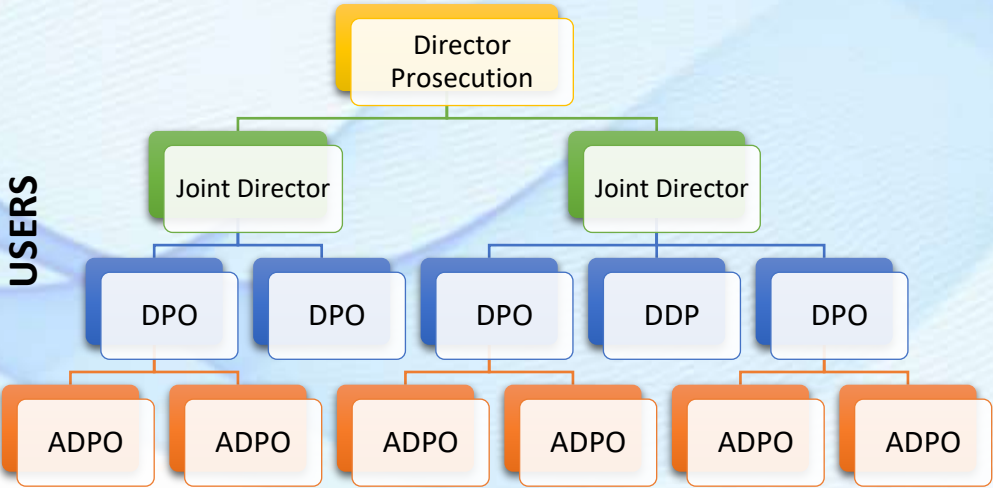 Director
Prosecution
Joint Director
Joint Director
USERS
DPO
DPO
DPO
DDP
DPO
ADPO
ADPO
ADPO
ADPO
ADPO
ADPO